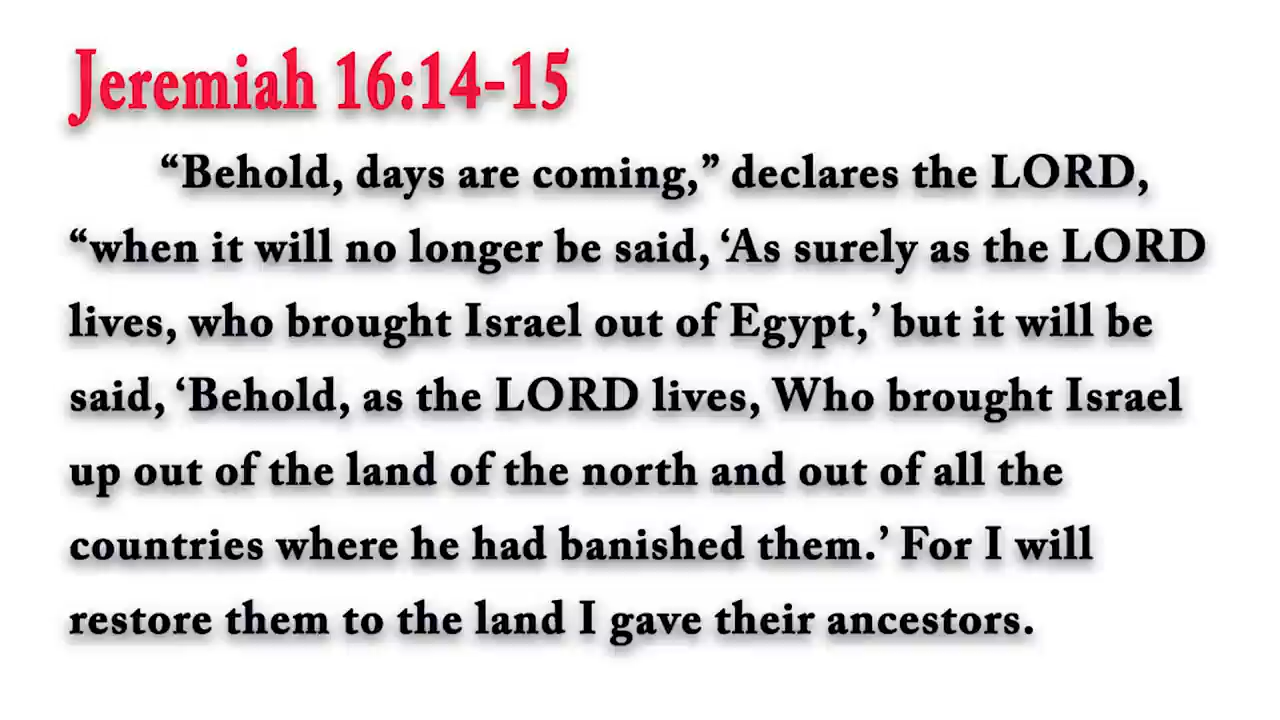 Jeremiah 16:14-15
“Behold, days are coming,” declares the LORD,
“when it will no longer be said, ‘As surely as the LORD
lives, who brought Israel out of Egypt,’ but it will be
said, ‘Behold, as the LORD lives, Who brought Israel
up out of the land of the north and out of all the
countries where he had banished them.’ For I will
restore them to the land I gave their ancestors.